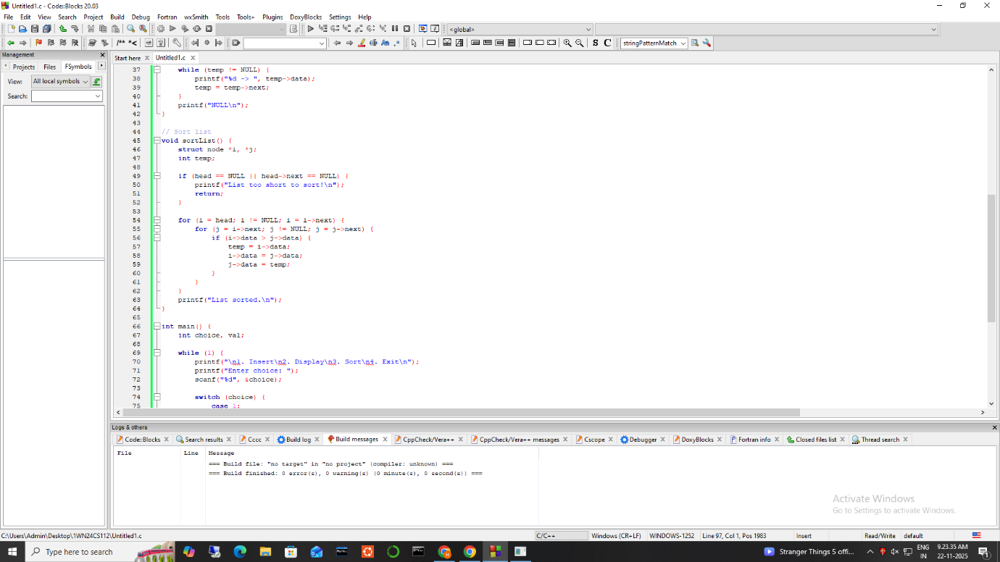 Untitled1.c - Code::Blocks 20.03
File Edit View Search Project Build Debug Fortran wxSmith Tools Tools+ Plugins DoxyBlocks Settings Help
<global>
/** *< stringPatternMatch
S C
Management
Start here Untitled1.c
Projects Files FSymbols
View: All local symbols
Search:
37 while (temp != NULL) {
38 printf("%d -> ", temp->data);
39 temp = temp->next;
40 }
41 printf("NULL\n");
42 }
43
44 // Sort list
45 void sortList() {
46 struct node *i, *j;
47 int temp;
48
49 if (head == NULL || head->next == NULL) {
50 printf("List too short to sort!\n");
51 return;
52 }
53
54 for (i = head; i != NULL; i = i->next) {
55 for (j = i->next; j != NULL; j = j->next) {
56 if (i->data > j->data) {
57 temp = i->data;
58 i->data = j->data;
59 j->data = temp;
60 }
61 }
62 }
63 printf("List sorted.\n");
64 }
65
66 int main() {
67 int choice, val;
68
69 while (1) {
70 printf("\n1. Insert\n2. Display\n3. Sort\n4. Exit\n");
71 printf("Enter choice: ");
72 scanf("%d", &choice);
73
74 switch (choice) {
75 case 1:
Logs & others
Code::Blocks Search results Cccc Build log Build messages CppCheck/Vera++ CppCheck/Vera++ messages Cscope Debugger DoxyBlocks Fortran info Closed files list Thread search
File Line Message
=== Build file: "no target" in "no project" (compiler: unknown) ===
=== Build finished: 0 error(s), 0 warning(s) (0 minute(s), 0 second(s)) ===
Activate Windows
Go to Settings to activate Windows.
C:\Users\Admin\Desktop\1WN24CS112\Untitled1.c C/C++ Windows (CR+LF) WINDOWS-1252 Line 97, Col 1, Pos 1983 Insert Read/Write default
Type here to search Stranger Things 5 offi... ENG IN 9.23.35 AM 22-11-2025 1